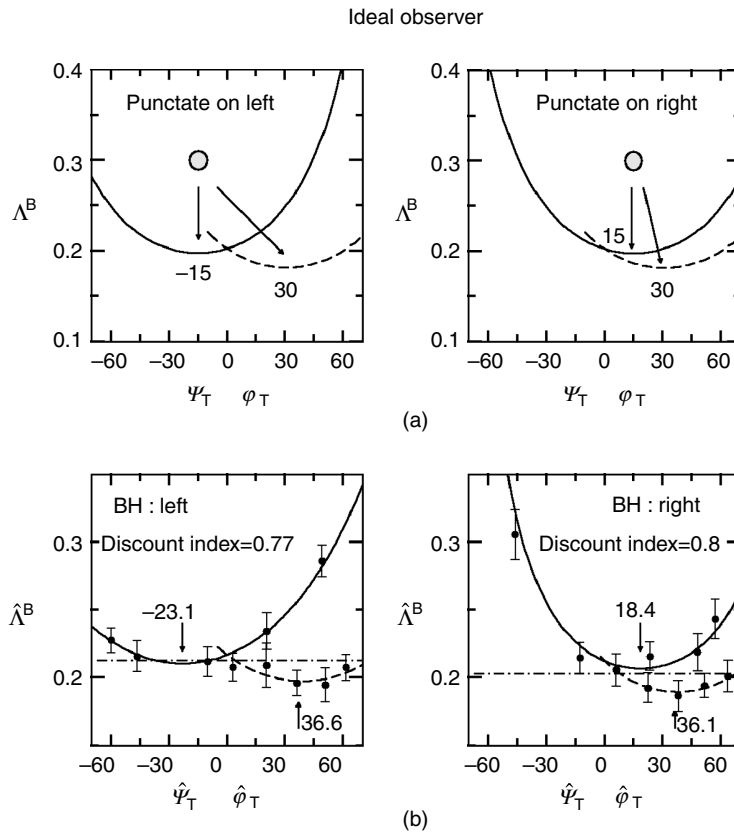 Ideal observer
0.4
0.3
Λᴮ
0.2
0.1
Punctate on left
−15
30
−60 −30 0 30 60
Ψ_T φ_T
0.4
0.3
Λᴮ
0.2
0.1
Punctate on right
15
30
−60 −30 0 30 60
Ψ_T φ_T
(a)
0.3
Λ̂ᴮ
0.2
BH : left
Discount index=0.77
−23.1
36.6
−60 −30 0 30 60
Ψ̂_T φ̂_T
0.3
Λ̂ᴮ
0.2
BH : right
Discount index=0.8
18.4
36.1
−60 −30 0 30 60
Ψ̂_T φ̂_T
(b)